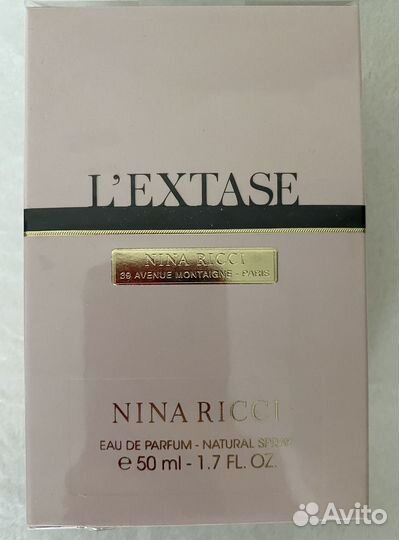 L'EXTASE
NINA RICCI
39 AVENUE MONTAIGNE - PARIS
NINA RICCI
EAU DE PARFUM - NATURAL SPRAY
e 50 ml - 1.7 FL. OZ.
Avito